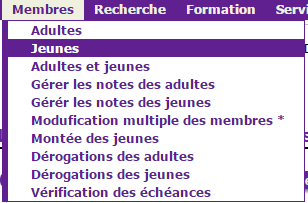 Membres Recherche Formation Servi
Adultes
Jeunes
Adultes et jeunes
Gérer les notes des adultes
Gérer les notes des jeunes
Modufication multiple des membres *
Montée des jeunes
Dérogations des adultes
Dérogations des jeunes
Vérification des échéances